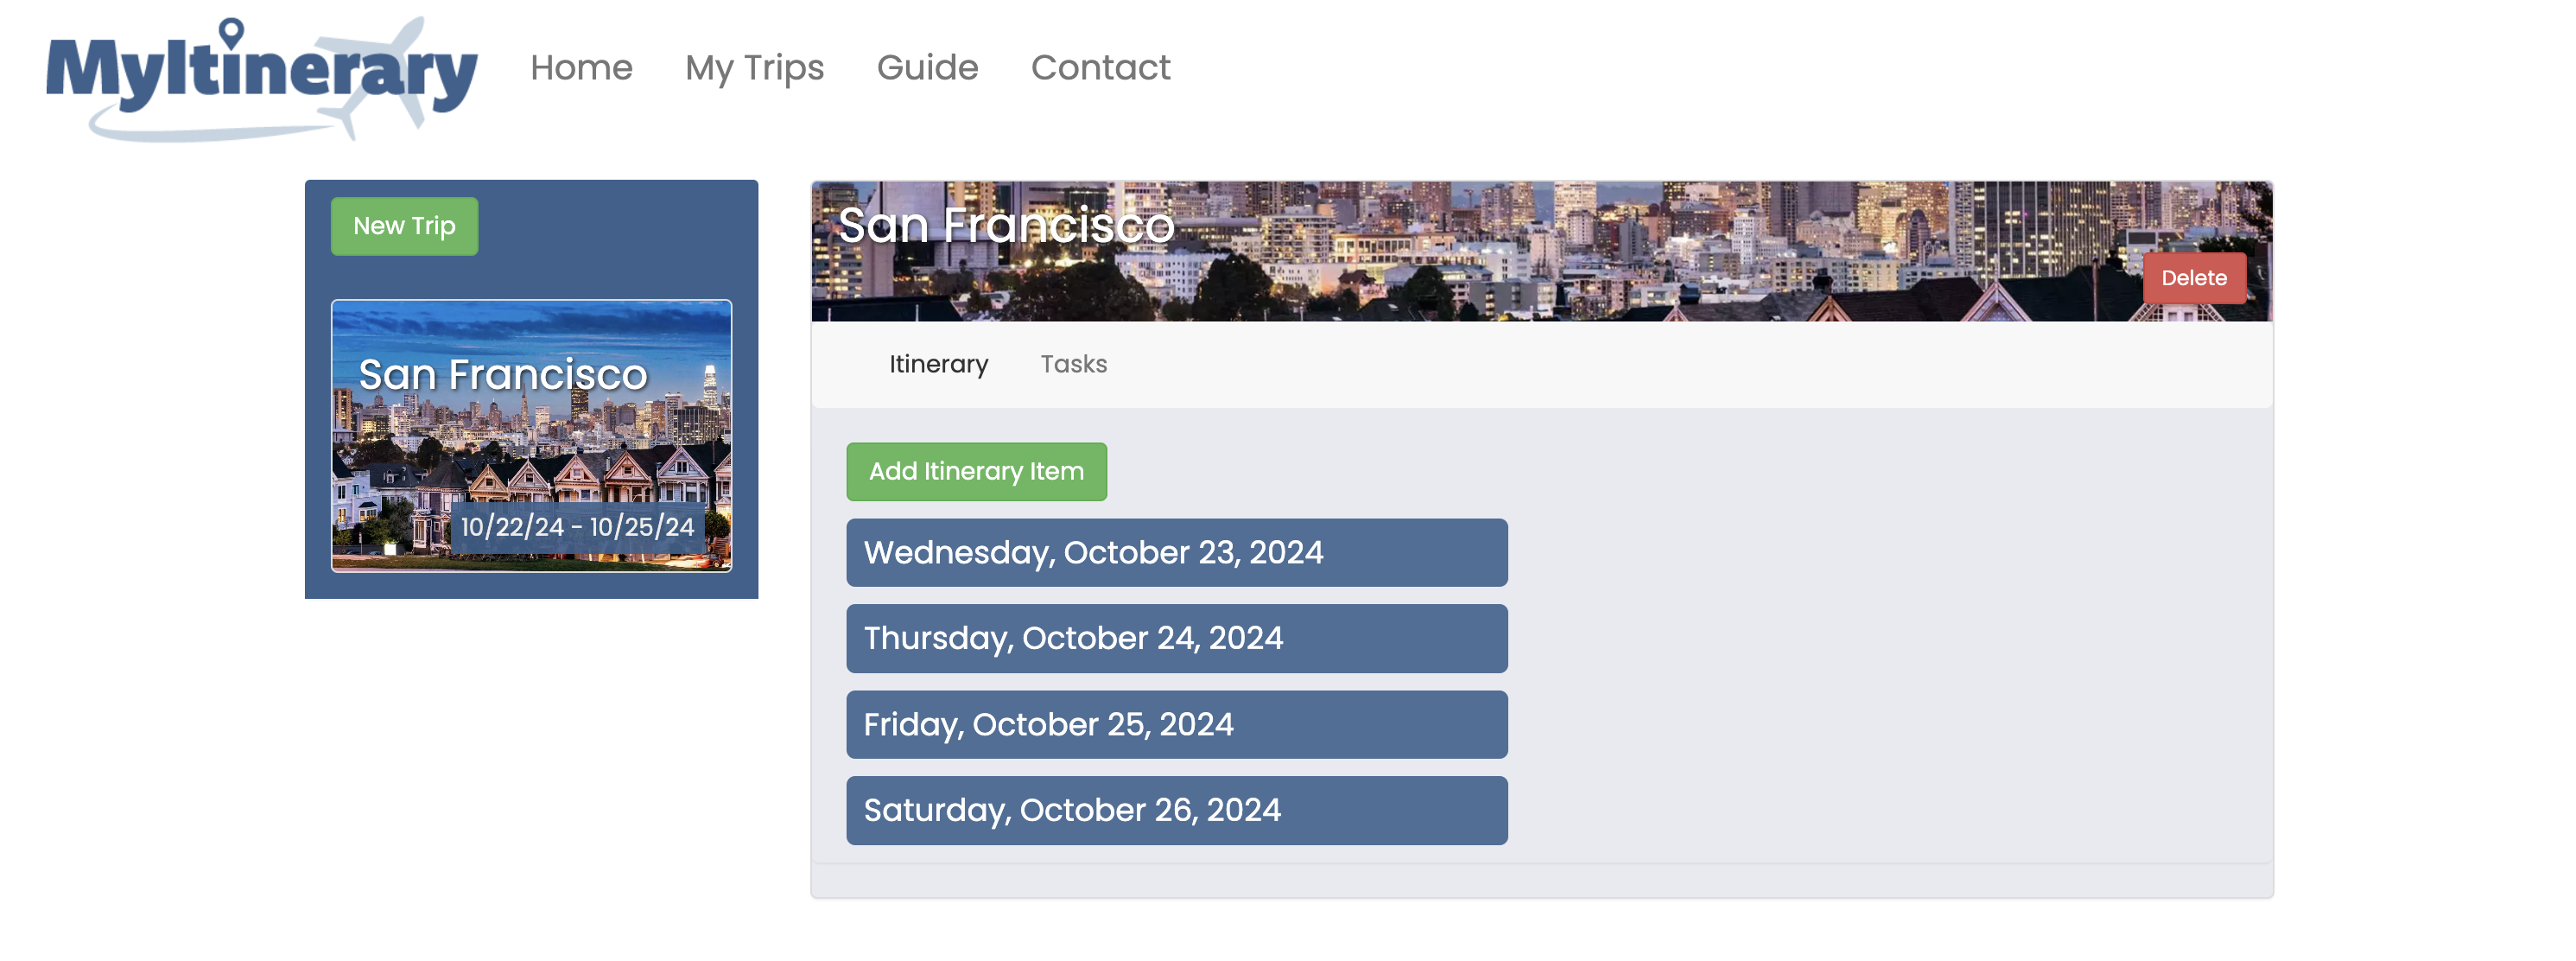 MyItinerary
Home
My Trips
Guide
Contact
New Trip
San Francisco
10/22/24 - 10/25/24
San Francisco
Delete
Itinerary
Tasks
Add Itinerary Item
Wednesday, October 23, 2024
Thursday, October 24, 2024
Friday, October 25, 2024
Saturday, October 26, 2024